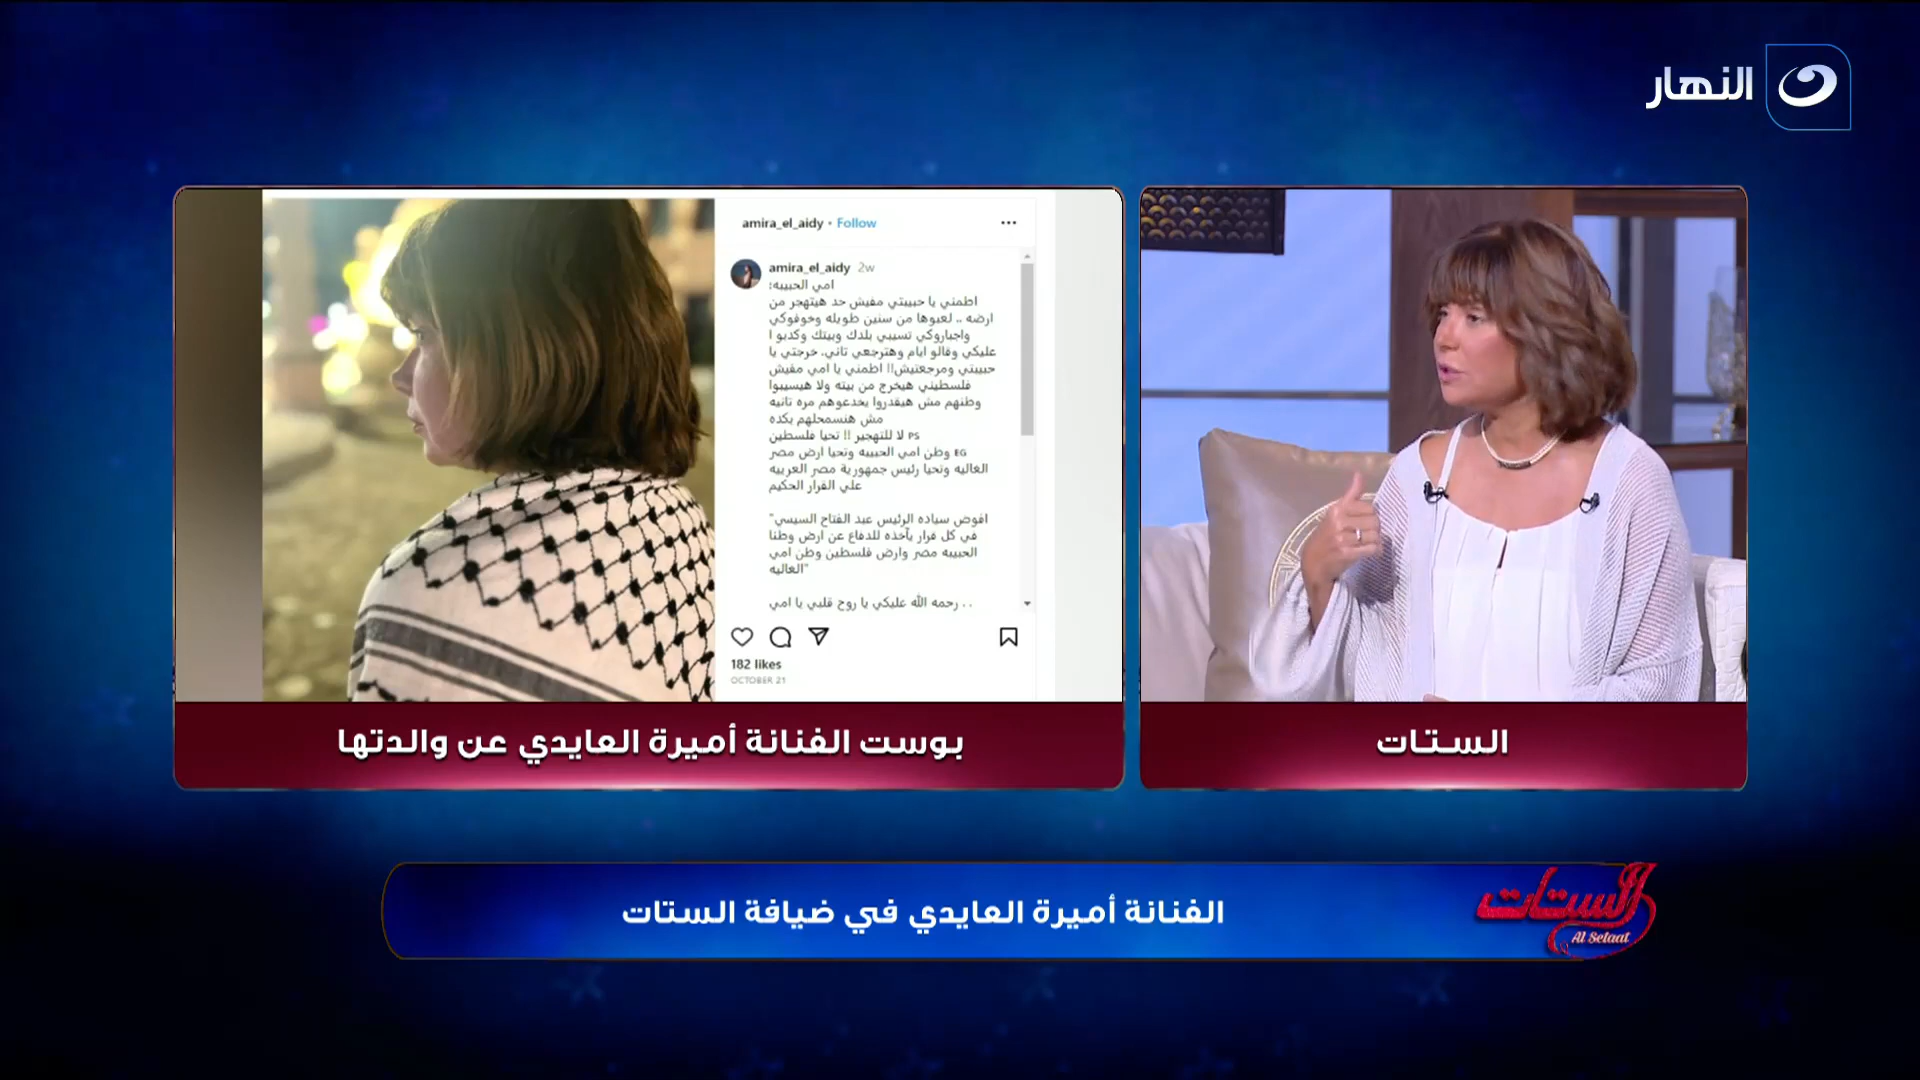 النهار
amira_el_aidy • Follow
amira_el_aidy 2w
امي الحبيبه:
اطمني يا حبيبتي مفيش حد هيتهجر من
ارضه .. لعبوها من سنين طويله وخوفوكي
واجباروكي تسيبي بلدك وبيتك وكدبو ا
عليكي وقالو ايام وهترجعي تاني. خرجتي يا
حبيبتي ومرجعتيش!! اطمني يا امي مفيش
فلسطيني هيخرج من بيته ولا هيسيبوا
وطنهم مش هيقدروا يخدعوهم مره تانيه
مش هنسمحلهم بكده
PS لا للتهجير !! تحيا فلسطين
EG وطن امي الحبيبه وتحيا ارض مصر
الغاليه وتحيا رئيس جمهورية مصر العربيه
علي القرار الحكيم
افوض سياده الرئيس عبد الفتاح السيسي"
في كل قرار يأخذه للدفاع عن ارض وطنا
الحبيبه مصر وارض فلسطين وطن امي
"الغاليه
. . رحمه الله عليكي يا روح قلبي يا امي
182 likes
OCTOBER 21
بوست الفنانة أميرة العايدي عن والدتها
الستات
الفنانة أميرة العايدي في ضيافة الستات
الستات
Al Setaat